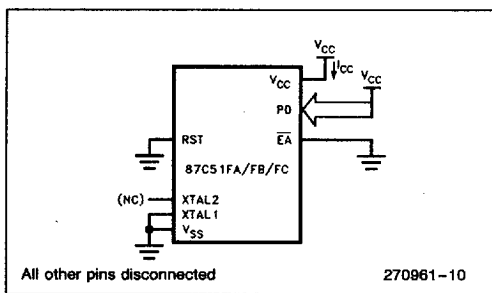 VCC
ICC
VCC
VCC
P0
RST
EA
87C51FA/FB/FC
(NC)
XTAL2
XTAL1
VSS
All other pins disconnected
270961-10